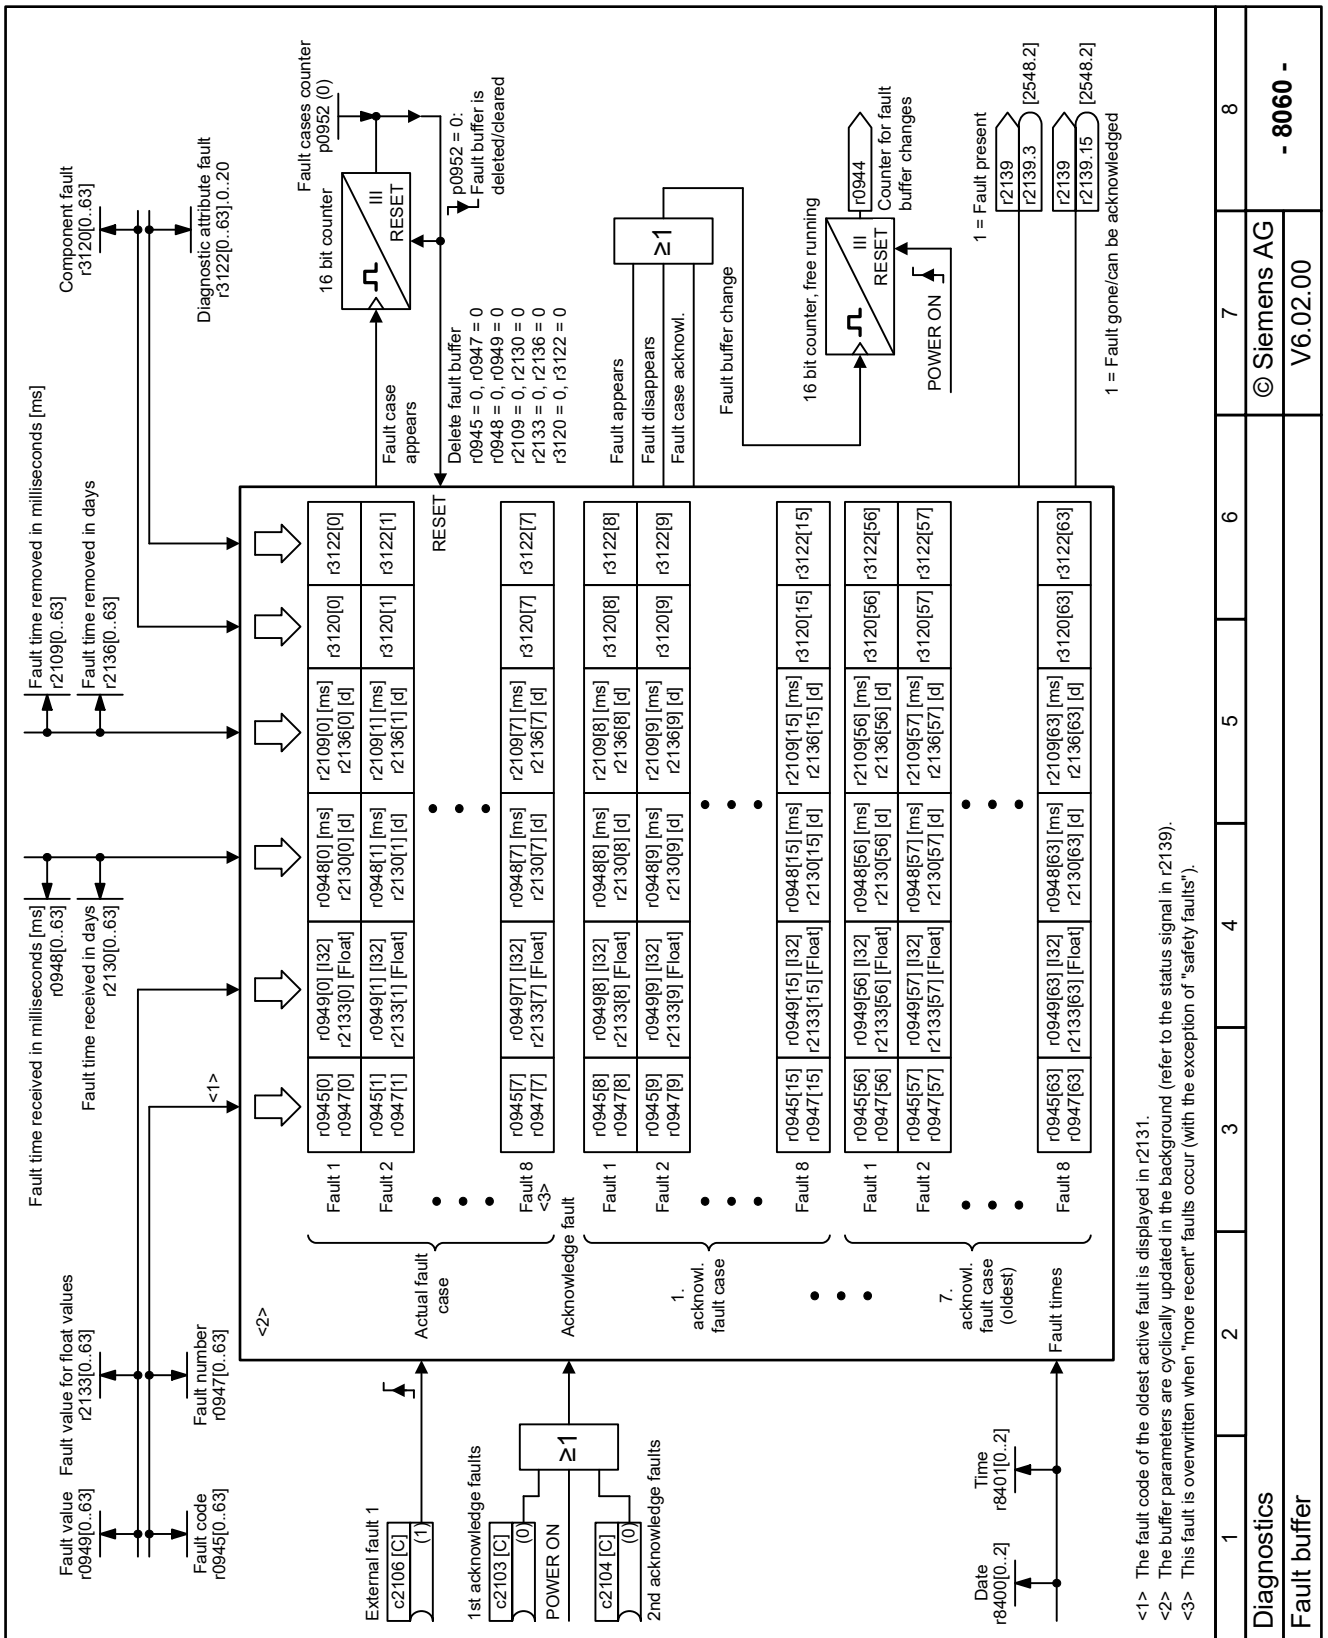 Fault value
r0949[0..63]
Fault value for float values
r2133[0..63]
Fault code
r0945[0..63]
Fault number
r0947[0..63]
Fault time received in milliseconds [ms]
r0948[0..63]
Fault time received in days
r2130[0..63]
Fault time removed in milliseconds [ms]
r2109[0..63]
Fault time removed in days
r2136[0..63]
Component fault
r3120[0..63]
Diagnostic attribute fault
r3122[0..63].0..20
<1>
<2>
External fault 1
c2106 [C]
(1)
1st acknowledge faults
c2103 [C]
(0)
POWER ON
c2104 [C]
(0)
2nd acknowledge faults
≥1
Date
r8400[0..2]
Time
r8401[0..2]
Actual fault
case
Acknowledge fault
1.
acknowl.
fault case
7.
acknowl.
fault case
(oldest)
Fault times
Fault 1
r0945[0]
r0947[0]
r0949[0] [I32]
r2133[0] [Float]
r0948[0] [ms]
r2130[0] [d]
r2109[0] [ms]
r2136[0] [d]
r3120[0]
r3122[0]
Fault 2
r0945[1]
r0947[1]
r0949[1] [I32]
r2133[1] [Float]
r0948[1] [ms]
r2130[1] [d]
r2109[1] [ms]
r2136[1] [d]
r3120[1]
r3122[1]
Fault 8
<3>
r0945[7]
r0947[7]
r0949[7] [I32]
r2133[7] [Float]
r0948[7] [ms]
r2130[7] [d]
r2109[7] [ms]
r2136[7] [d]
r3120[7]
r3122[7]
Fault 1
r0945[8]
r0947[8]
r0949[8] [I32]
r2133[8] [Float]
r0948[8] [ms]
r2130[8] [d]
r2109[8] [ms]
r2136[8] [d]
r3120[8]
r3122[8]
Fault 2
r0945[9]
r0947[9]
r0949[9] [I32]
r2133[9] [Float]
r0948[9] [ms]
r2130[9] [d]
r2109[9] [ms]
r2136[9] [d]
r3120[9]
r3122[9]
Fault 8
r0945[15]
r0947[15]
r0949[15] [I32]
r2133[15] [Float]
r0948[15] [ms]
r2130[15] [d]
r2109[15] [ms]
r2136[15] [d]
r3120[15]
r3122[15]
Fault 1
r0945[56]
r0947[56]
r0949[56] [I32]
r2133[56] [Float]
r0948[56] [ms]
r2130[56] [d]
r2109[56] [ms]
r2136[56] [d]
r3120[56]
r3122[56]
Fault 2
r0945[57]
r0947[57]
r0949[57] [I32]
r2133[57] [Float]
r0948[57] [ms]
r2130[57] [d]
r2109[57] [ms]
r2136[57] [d]
r3120[57]
r3122[57]
Fault 8
r0945[63]
r0947[63]
r0949[63] [I32]
r2133[63] [Float]
r0948[63] [ms]
r2130[63] [d]
r2109[63] [ms]
r2136[63] [d]
r3120[63]
r3122[63]
RESET
Fault case
appears
16 bit counter
III
RESET
Fault cases counter
p0952 (0)
p0952 = 0:
Fault buffer is
deleted/cleared
Delete fault buffer
r0945 = 0, r0947 = 0
r0948 = 0, r0949 = 0
r2109 = 0, r2130 = 0
r2133 = 0, r2136 = 0
r3120 = 0, r3122 = 0
Fault appears
Fault disappears
Fault case acknowl.
≥1
Fault buffer change
16 bit counter, free running
III
RESET
r0944
Counter for fault
buffer changes
POWER ON
1 = Fault present
r2139
r2139.3
[2548.2]
r2139
r2139.15
[2548.2]
1 = Fault gone/can be acknowledged
<1> The fault code of the oldest active fault is displayed in r2131.
<2> The buffer parameters are cyclically updated in the background (refer to the status signal in r2139).
<3> This fault is overwritten when "more recent" faults occur (with the exception of "safety faults").
1 2 3 4 5 6 7 8
Diagnostics
© Siemens AG
- 8060 -
Fault buffer
V6.02.00